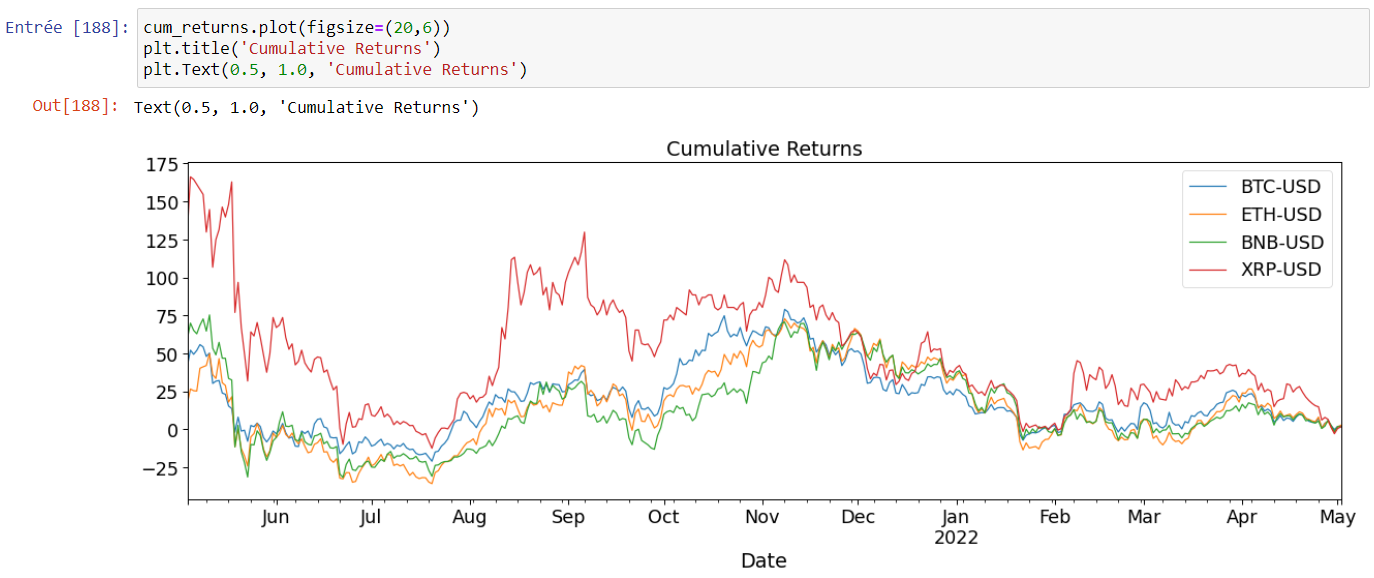 Entrée [188]: cum_returns.plot(figsize=(20,6))
plt.title('Cumulative Returns')
plt.Text(0.5, 1.0, 'Cumulative Returns')
Out[188]: Text(0.5, 1.0, 'Cumulative Returns')
Cumulative Returns
175
150
125
100
75
50
25
0
−25
BTC-USD
ETH-USD
BNB-USD
XRP-USD
Jun Jul Aug Sep Oct Nov Dec Jan Feb Mar Apr May
2022
Date